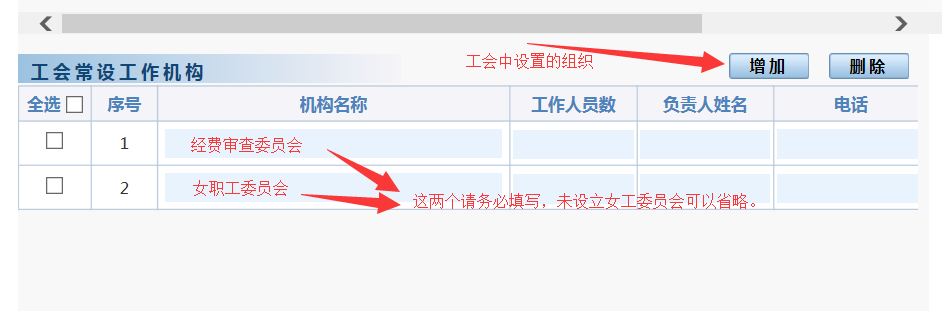 工会中设置的组织
工会常设工作机构 增加 删除
全选 序号 机构名称 工作人员数 负责人姓名 电话
1 经费审查委员会
2 女职工委员会
这两个请务必填写，未设立女工委员会可以省略。